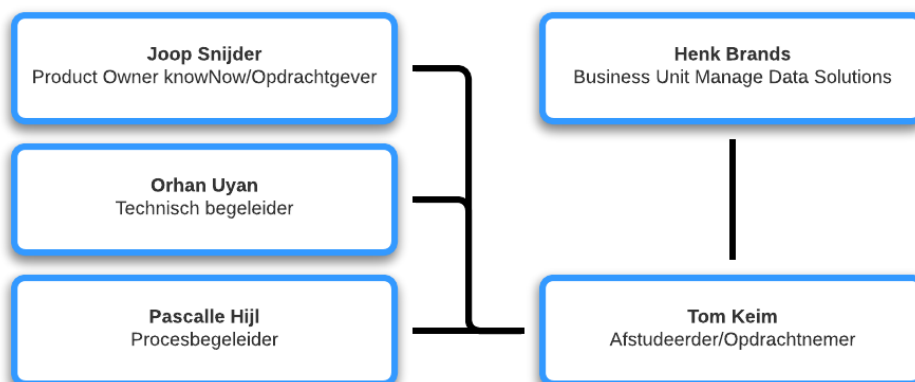 Joop Snijder
Product Owner knowNow/Opdrachtgever
Henk Brands
Business Unit Manage Data Solutions
Orhan Uyan
Technisch begeleider
Pascalle Hijl
Procesbegeleider
Tom Keim
Afstudeerder/Opdrachtnemer